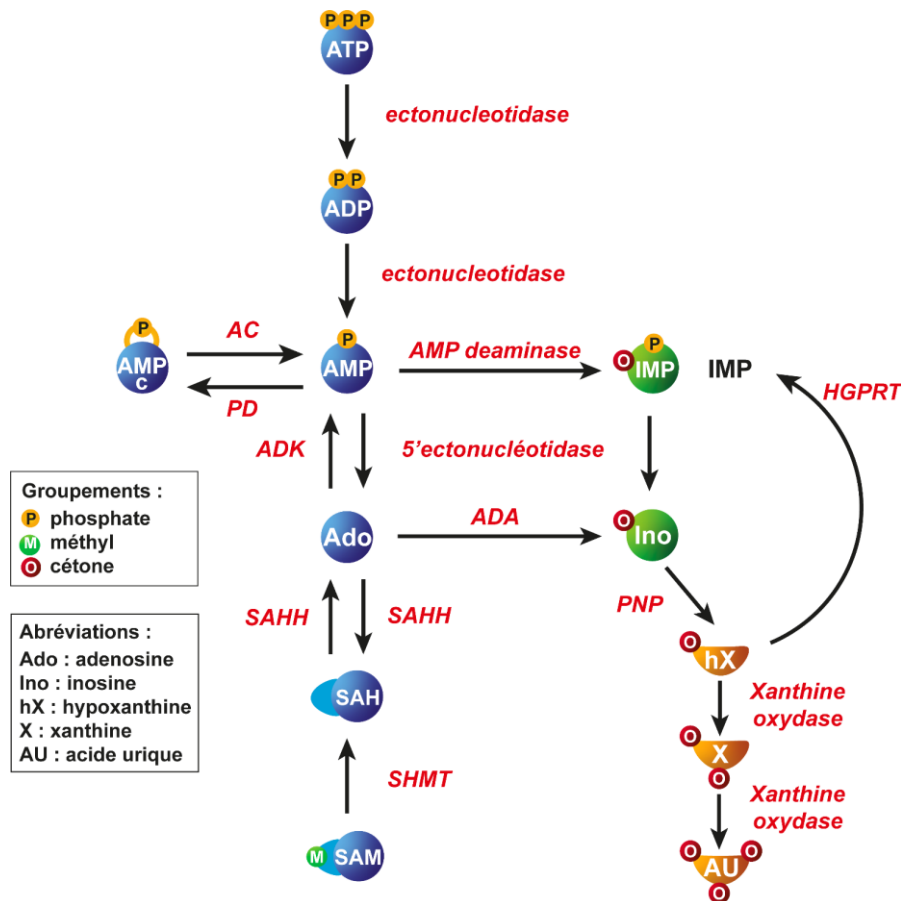 P P P
ATP
ectonucleotidase
P P
ADP
ectonucleotidase
P
AMP
C
AC
PD
P
AMP
AMP deaminase
P
O
IMP
IMP
HGPRT
ADK
5'ectonucléotidase
Groupements :
P phosphate
M méthyl
O cétone
Ado
ADA
O
Ino
SAHH
SAHH
PNP
Abréviations :
Ado : adenosine
Ino : inosine
hX : hypoxanthine
X : xanthine
AU : acide urique
O
hX
SAH
Xanthine
oxydase
O
X
O
SHMT
Xanthine
oxydase
M SAM
O O
AU
O